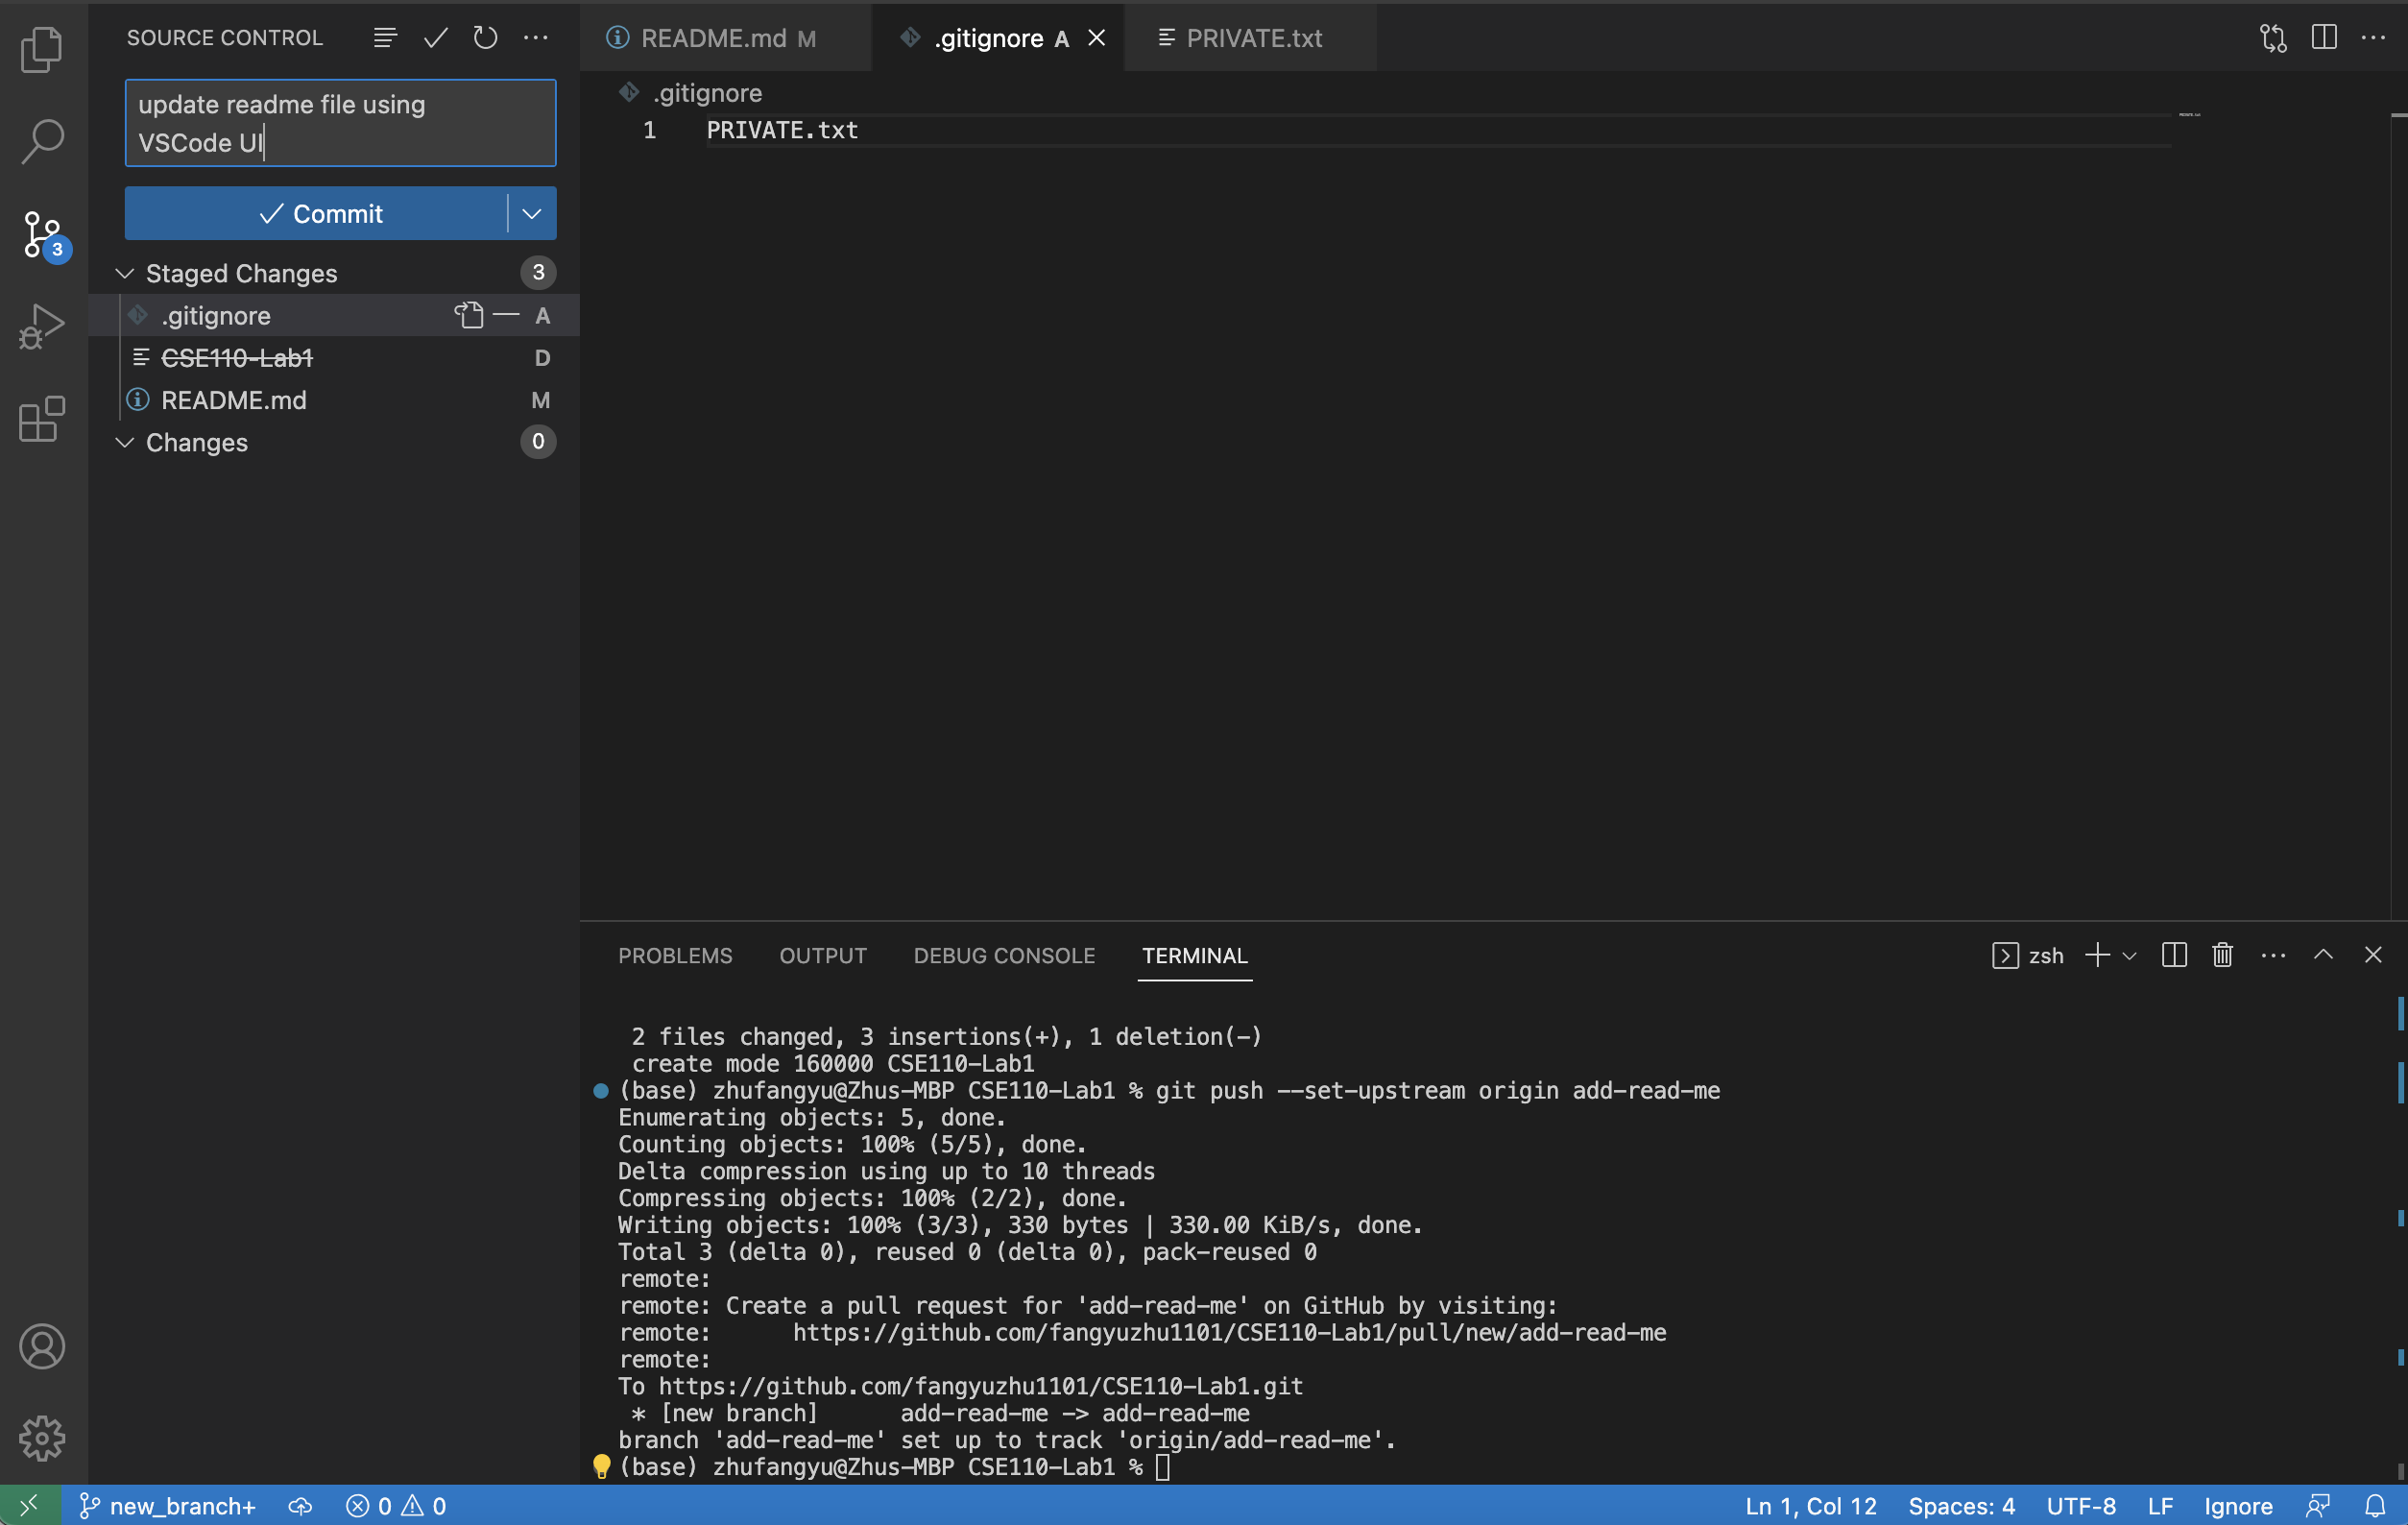 SOURCE CONTROL
update readme file using
VSCode UI
Commit
3
Staged Changes 3
.gitignore A
CSE110-Lab1 D
README.md M
Changes 0
README.md M
.gitignore A
PRIVATE.txt
.gitignore
1 PRIVATE.txt
PROBLEMS OUTPUT DEBUG CONSOLE TERMINAL
zsh
2 files changed, 3 insertions(+), 1 deletion(-)
create mode 160000 CSE110-Lab1
(base) zhufangyu@Zhus-MBP CSE110-Lab1 % git push --set-upstream origin add-read-me
Enumerating objects: 5, done.
Counting objects: 100% (5/5), done.
Delta compression using up to 10 threads
Compressing objects: 100% (2/2), done.
Writing objects: 100% (3/3), 330 bytes | 330.00 KiB/s, done.
Total 3 (delta 0), reused 0 (delta 0), pack-reused 0
remote:
remote: Create a pull request for 'add-read-me' on GitHub by visiting:
remote:      https://github.com/fangyuzhu1101/CSE110-Lab1/pull/new/add-read-me
remote:
To https://github.com/fangyuzhu1101/CSE110-Lab1.git
* [new branch]      add-read-me -> add-read-me
branch 'add-read-me' set up to track 'origin/add-read-me'.
(base) zhufangyu@Zhus-MBP CSE110-Lab1 %
new_branch+ 0 0
Ln 1, Col 12 Spaces: 4 UTF-8 LF Ignore